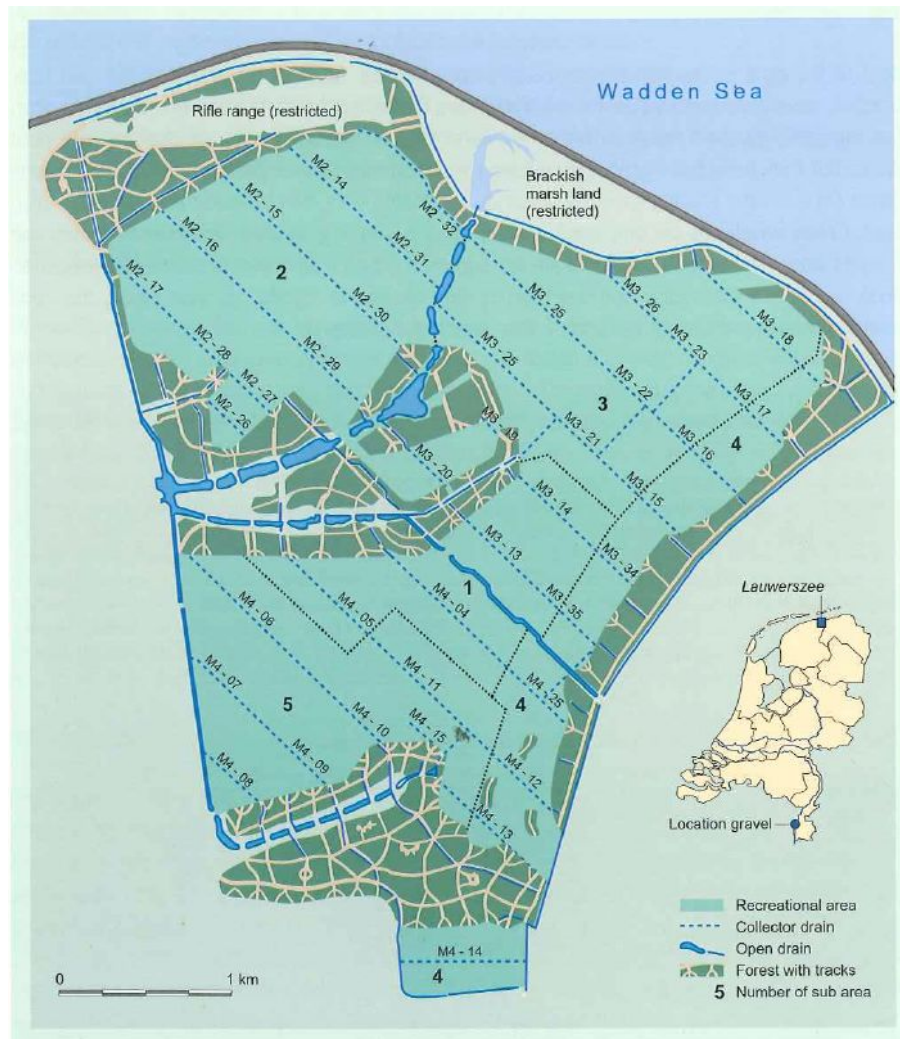 Wadden Sea
Rifle range (restricted)
Brackish
marsh land
(restricted)
M2 - 14
M2 - 15
M2 - 16
M2 - 17
M2 - 32
M2 - 31
M2 - 30
M2 - 29
M2 - 28
M2 - 27
M2 - 26
2
M3 - 25
M3 - 26
M3 - 18
M3 - 25
M3 - 22
M3 - 23
M3 - 17
3
4
M3 - 21
M3 - 16
M3 - 20
M3 - 15
M3 - 14
M3 - 13
M3 - 34
M3 - 35
1
M4 - 04
M4 - 05
M4 - 06
M4 - 07
M4 - 08
M4 - 09
M4 - 10
M4 - 11
M4 - 15
M4 - 25
M4 - 12
M4 - 13
5
4
M4 - 14
4
Lauwerszee
Location gravel
Recreational area
Collector drain
Open drain
Forest with tracks
5 Number of sub area
0 1 km